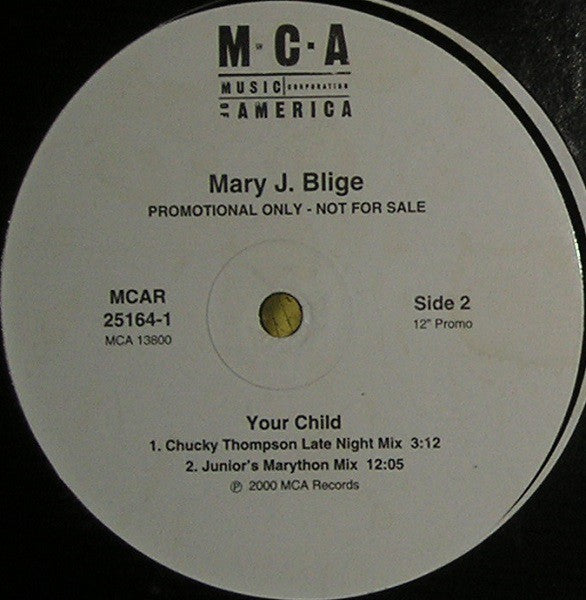 M·C·A
MUSIC CORPORATION
OF AMERICA
Mary J. Blige
PROMOTIONAL ONLY - NOT FOR SALE
MCAR
25164-1
MCA 13800
Side 2
12" Promo
Your Child
1. Chucky Thompson Late Night Mix 3:12
2. Junior's Marython Mix 12:05
℗ 2000 MCA Records